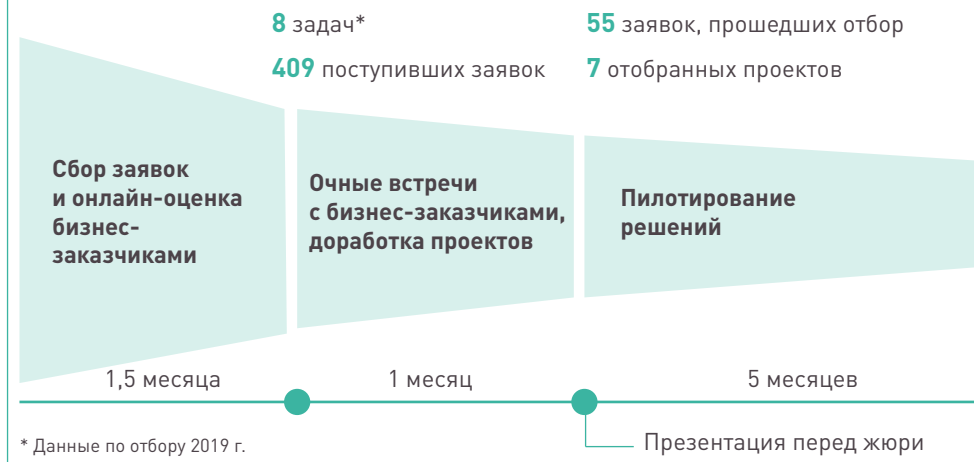 8 задач*
409 поступивших заявок
55 заявок, прошедших отбор
7 отобранных проектов
Сбор заявок
и онлайн-оценка
бизнес-
заказчиками
Очные встречи
с бизнес-заказчиками,
доработка проектов
Пилотирование
решений
1,5 месяца
1 месяц
5 месяцев
* Данные по отбору 2019 г.
Презентация перед жюри